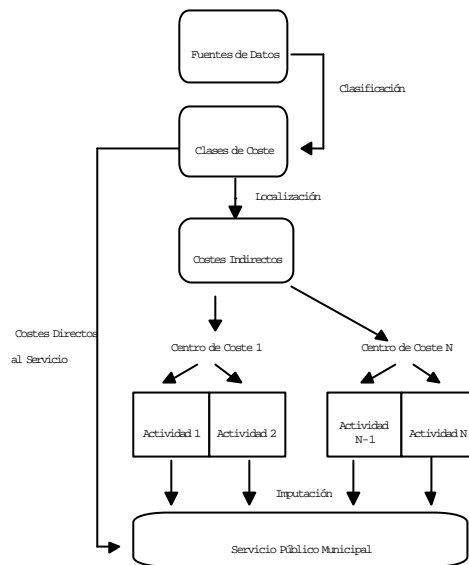 Fuentes de Datos
Clasificación
Clases de Coste
Localización
Costes Indirectos
Costes Directos
al Servicio
Centro de Coste 1
Centro de Coste N
Actividad 1
Actividad 2
Actividad
N-1
Actividad N
Imputación
Servicio Público Municipal